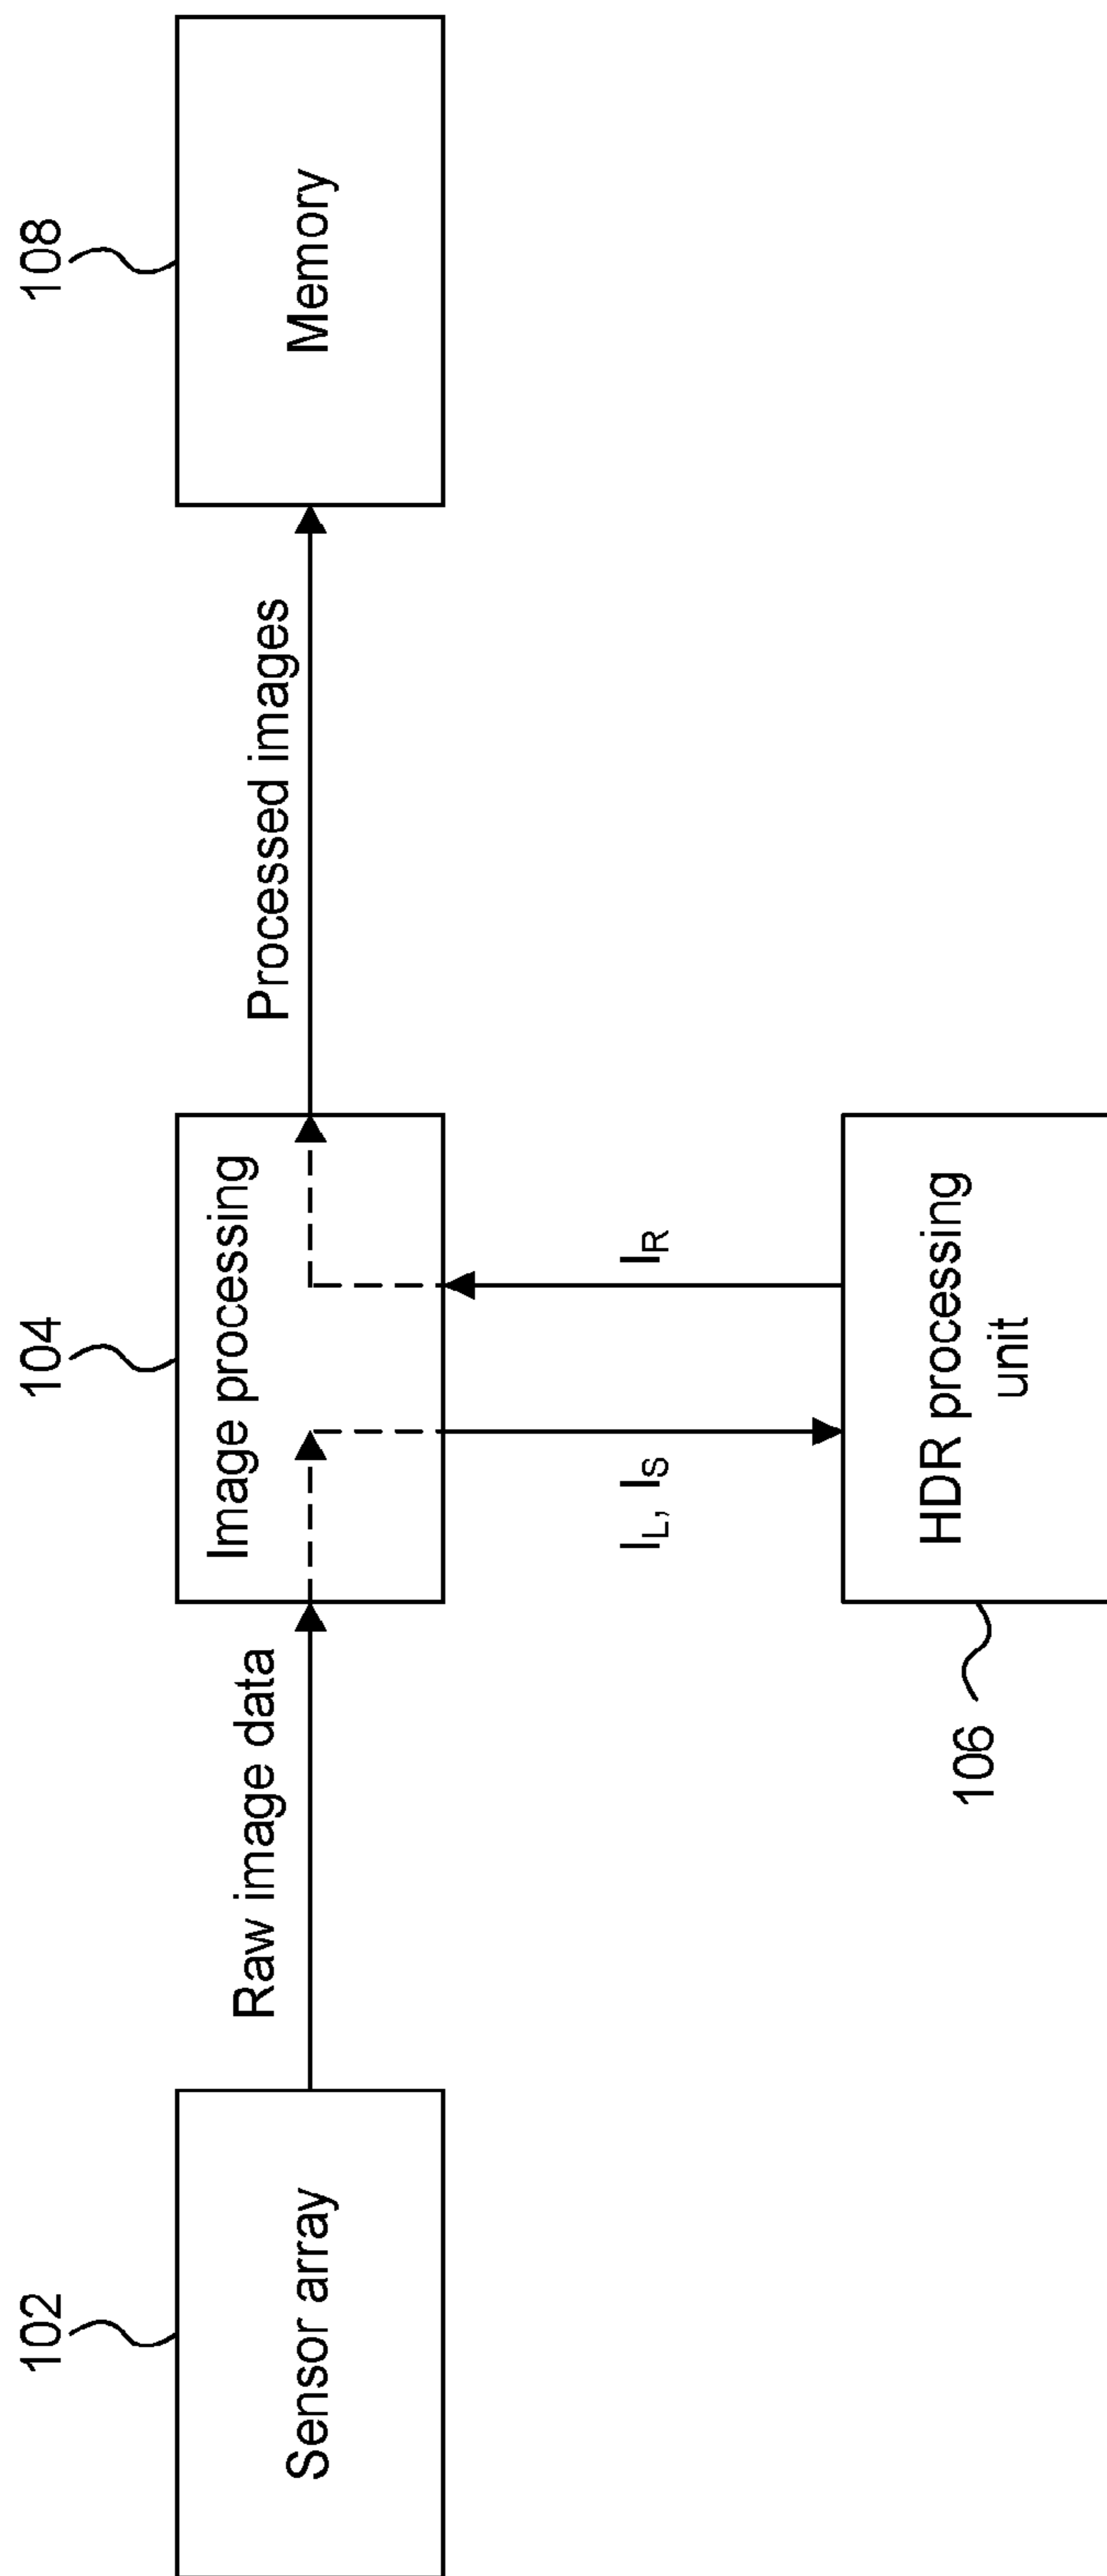 102
104
108
Sensor array
Raw image data
Image processing
Processed images
Memory
I_L, I_S
I_R
106
HDR processing
unit